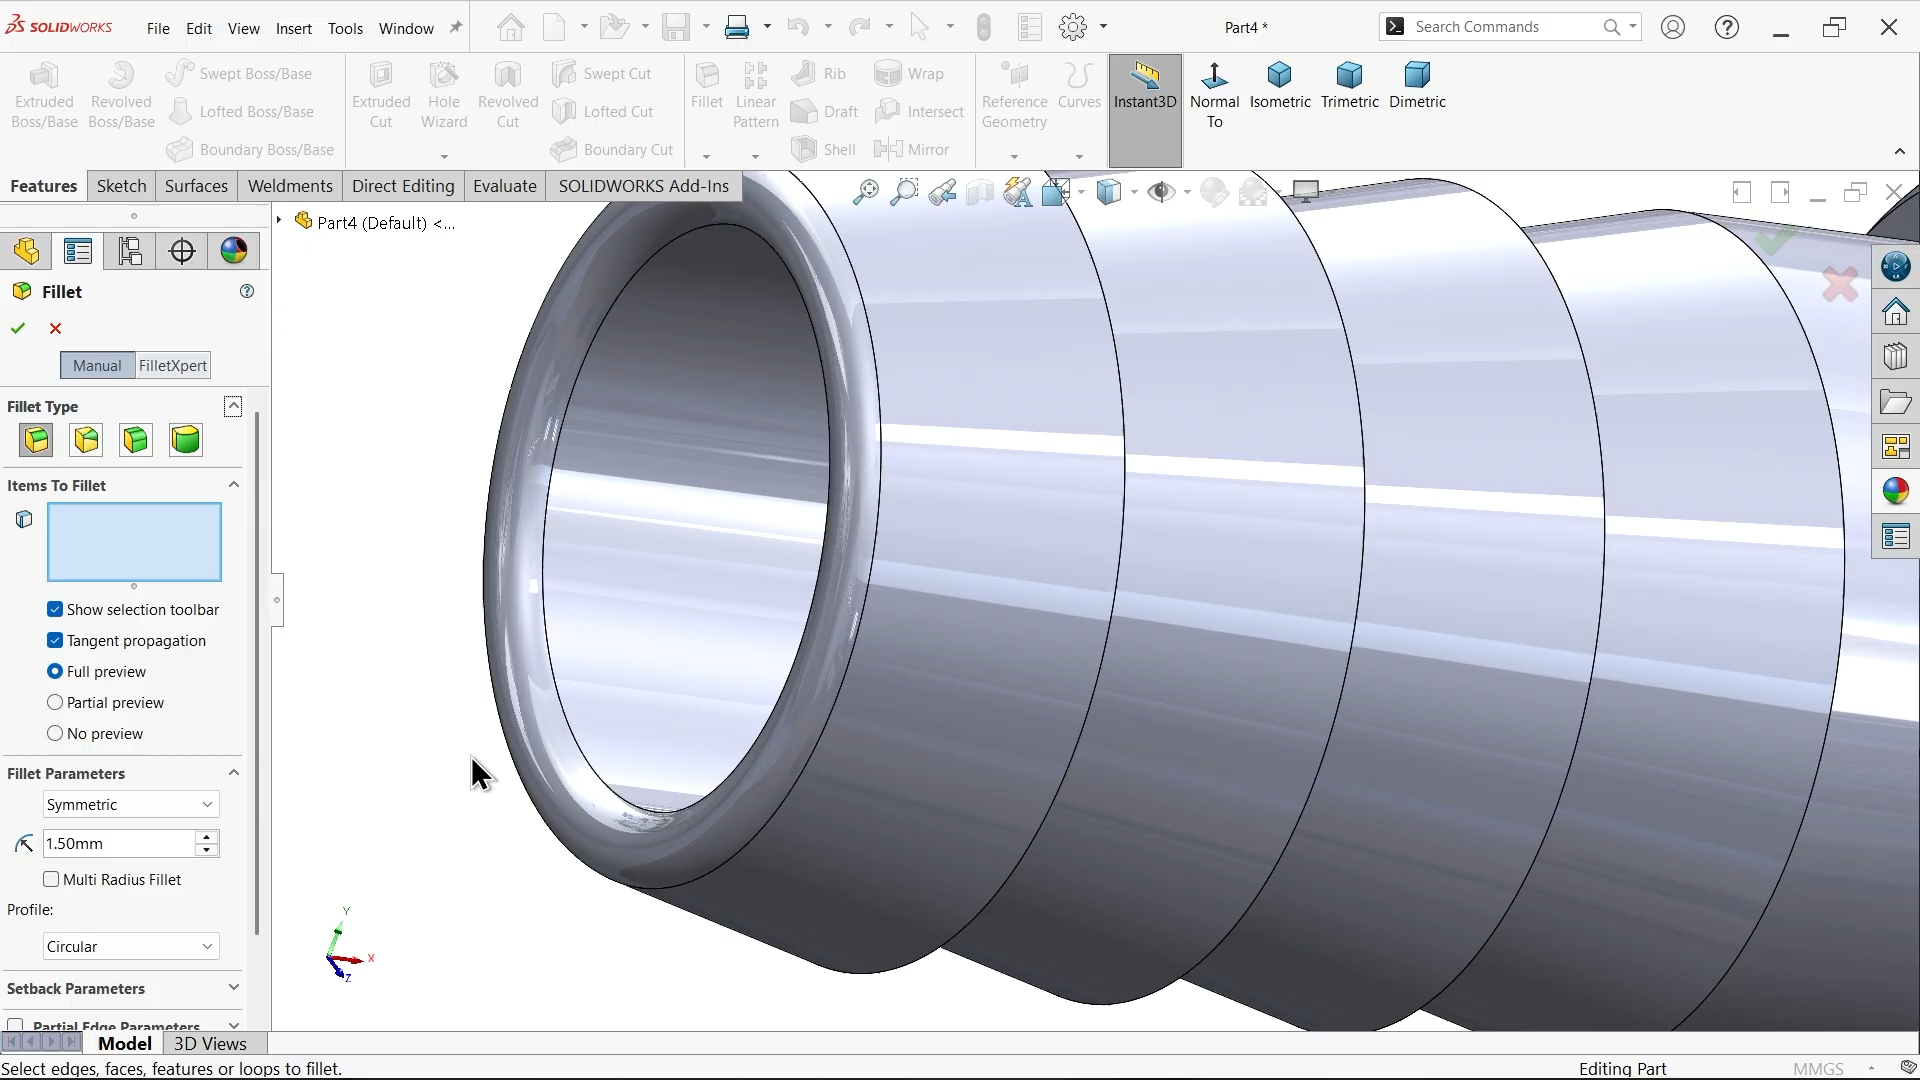 SOLIDWORKS File Edit View Insert Tools Window Part4 * Search Commands
Extruded Boss/Base
Revolved Boss/Base
Swept Boss/Base
Lofted Boss/Base
Boundary Boss/Base
Extruded Cut
Hole Wizard
Revolved Cut
Swept Cut
Lofted Cut
Boundary Cut
Fillet
Linear Pattern
Rib
Draft
Shell
Wrap
Intersect
Mirror
Reference Geometry
Curves
Instant3D
Normal To
Isometric
Trimetric
Dimetric
Features Sketch Surfaces Weldments Direct Editing Evaluate SOLIDWORKS Add-Ins
Part4 (Default) <...
Fillet
Manual FilletXpert
Fillet Type
Items To Fillet
Show selection toolbar
Tangent propagation
Full preview
Partial preview
No preview
Fillet Parameters
Symmetric
1.50mm
Multi Radius Fillet
Profile:
Circular
Setback Parameters
Partial Edge Parameters
Y
X
Z
Model 3D Views
Select edges, faces, features or loops to fillet. Editing Part MMGS